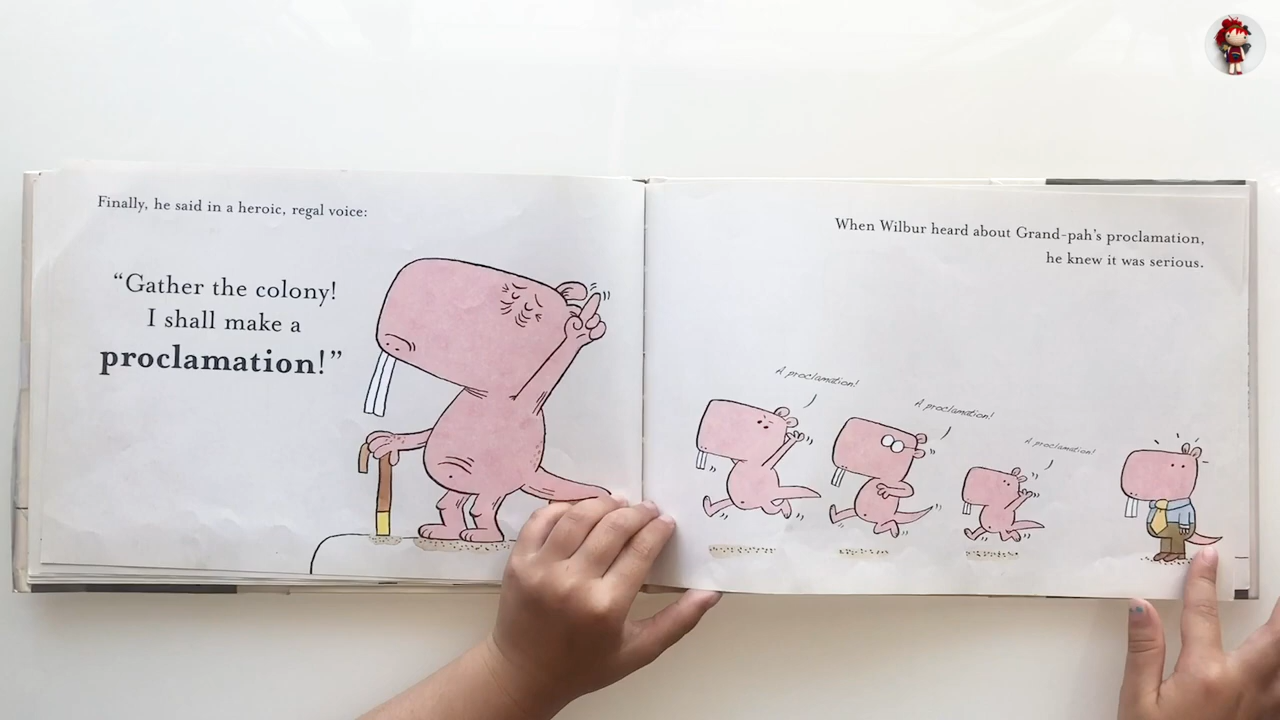 Finally, he said in a heroic, regal voice:
“Gather the colony!
I shall make a
proclamation!”
When Wilbur heard about Grand-pah’s proclamation,
he knew it was serious.
A proclamation!
A proclamation!
A proclamation!